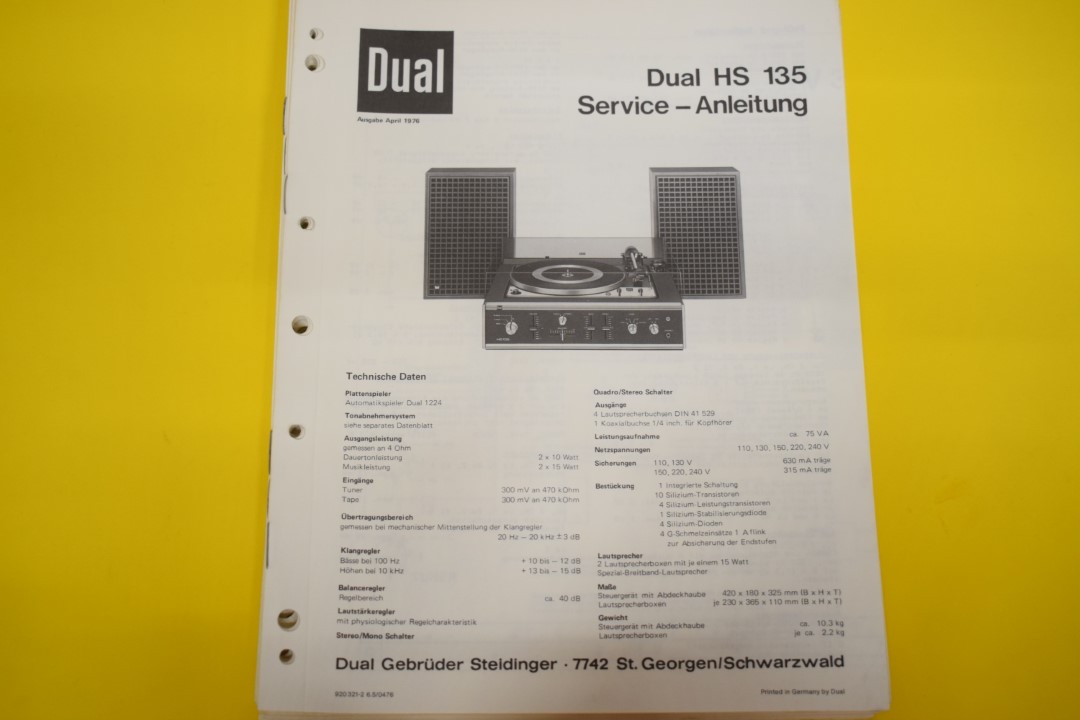 Dual
Ausgabe April 1976
Dual HS 135
Service – Anleitung
Technische Daten
Plattenspieler
Automatikspieler Dual 1224
Tonabnehmersystem
siehe separates Datenblatt
Ausgangsleistung
gemessen an 4 Ohm
Dauertonleistung 2 x 10 Watt
Musikleistung 2 x 15 Watt
Eingänge
Tuner 300 mV an 470 kOhm
Tape 300 mV an 470 kOhm
Übertragungsbereich
gemessen bei mechanischer Mittenstellung der Klangregler
20 Hz – 20 kHz ±3 dB
Klangregler
Bässe bei 100 Hz + 10 bis – 12 dB
Höhen bei 10 kHz + 13 bis – 15 dB
Balanceregler
Regelbereich ca. 40 dB
Lautstärkeregler
mit physiologischer Regelcharakteristik
Stereo/Mono Schalter
Quadro/Stereo Schalter
Ausgänge
4 Lautsprecherbuchsen DIN 41 529
1 Koaxialbuchse 1/4 inch, für Kopfhörer
Leistungsaufnahme ca. 75 VA
Netzspannungen 110, 130, 150, 220, 240 V
Sicherungen 110, 130 V 630 mA träge
150, 220, 240 V 315 mA träge
Bestückung 1 integrierte Schaltung
10 Silizium-Transistoren
4 Silizium-Leistungstransistoren
1 Silizium-Stabilisierungsdiode
4 Silizium-Dioden
4 G-Schmelzeinsätze 1 A flink
zur Absicherung der Endstufen
Lautsprecher
2 Lautsprecherboxen mit je einem 15 Watt
Spezial-Breitband-Lautsprecher
Maße
Steuergerät mit Abdeckhaube 420 x 180 x 325 mm (B x H x T)
Lautsprecherboxen je 230 x 365 x 110 mm (B x H x T)
Gewicht
Steuergerät mit Abdeckhaube ca. 10,3 kg
Lautsprecherboxen je ca. 2,2 kg
Dual Gebrüder Steidinger · 7742 St. Georgen/Schwarzwald
920 321-2 6.5/0476
Printed in Germany by Dual